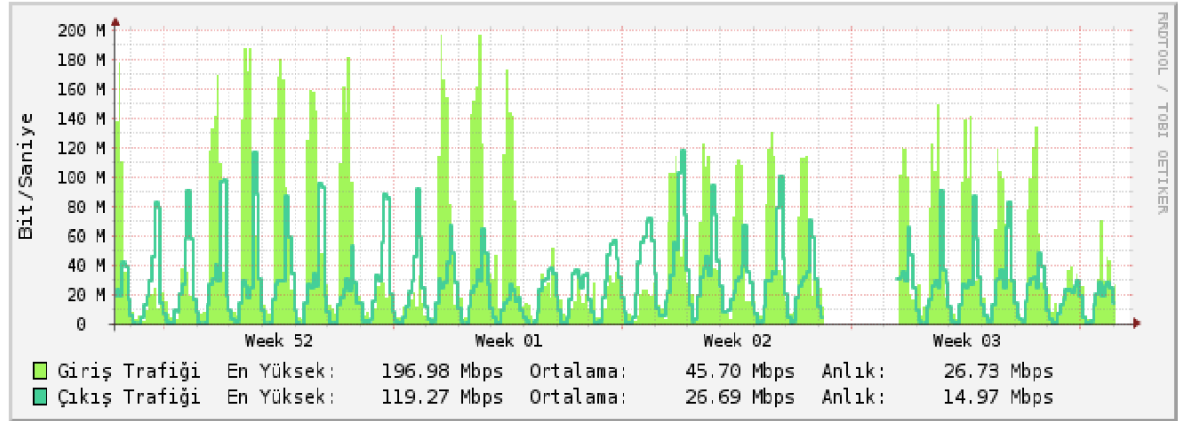 200 M
180 M
160 M
140 M
120 M
100 M
80 M
60 M
40 M
20 M
0
Bit/Saniye
RRDTOOL / TOBI OETIKER
Week 52 Week 01 Week 02 Week 03
Giriş Trafiği En Yüksek: 196.98 Mbps Ortalama: 45.70 Mbps Anlık: 26.73 Mbps
Çıkış Trafiği En Yüksek: 119.27 Mbps Ortalama: 26.69 Mbps Anlık: 14.97 Mbps